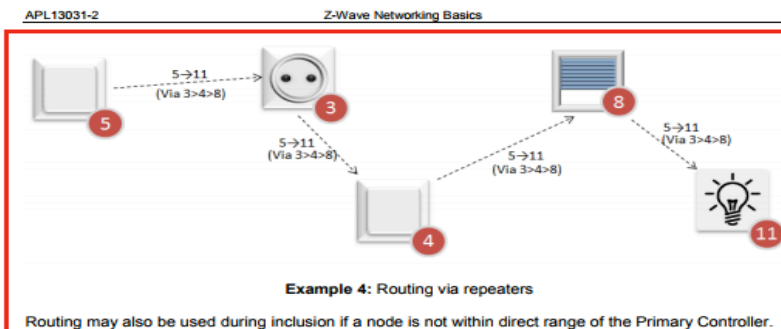 APL13031-2 Z-Wave Networking Basics
5→11
(Via 3>4>8)
5
3
8
5→11
(Via 3>4>8)
5→11
(Via 3>4>8)
5→11
(Via 3>4>8)
4
11
Example 4: Routing via repeaters
Routing may also be used during inclusion if a node is not within direct range of the Primary Controller.